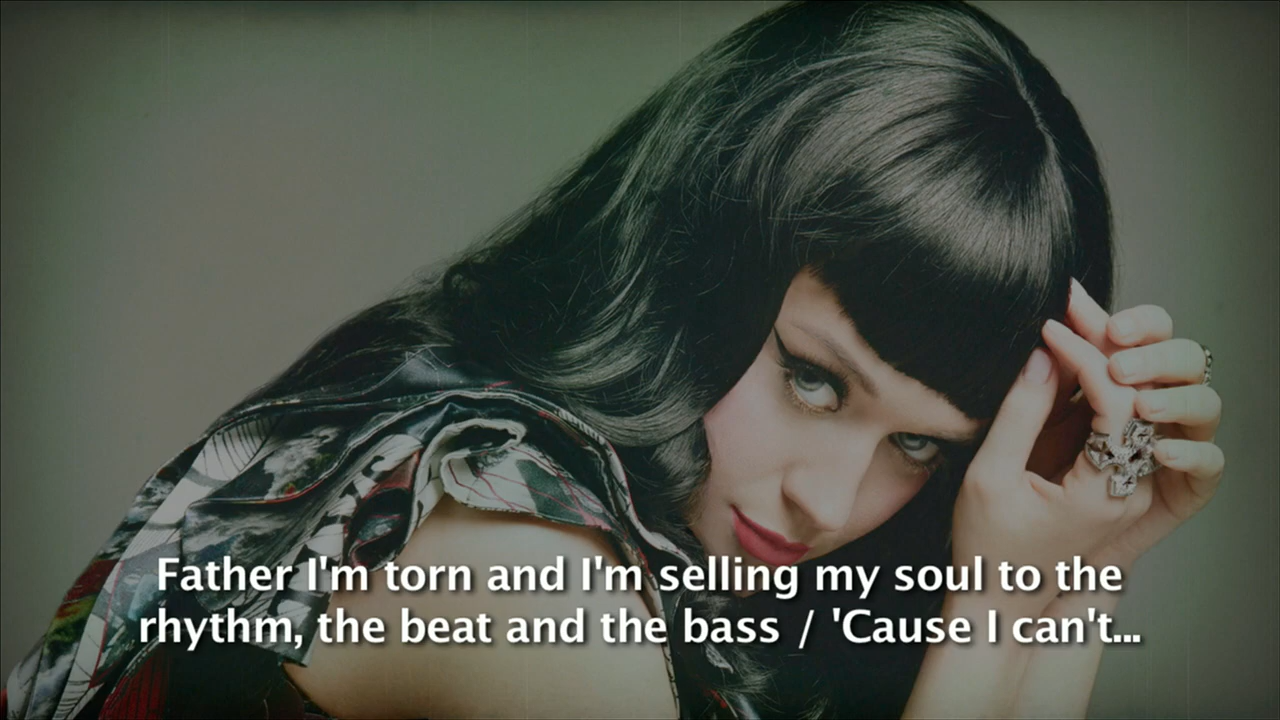 Father I'm torn and I'm selling my soul to the
rhythm, the beat and the bass / 'Cause I can't...